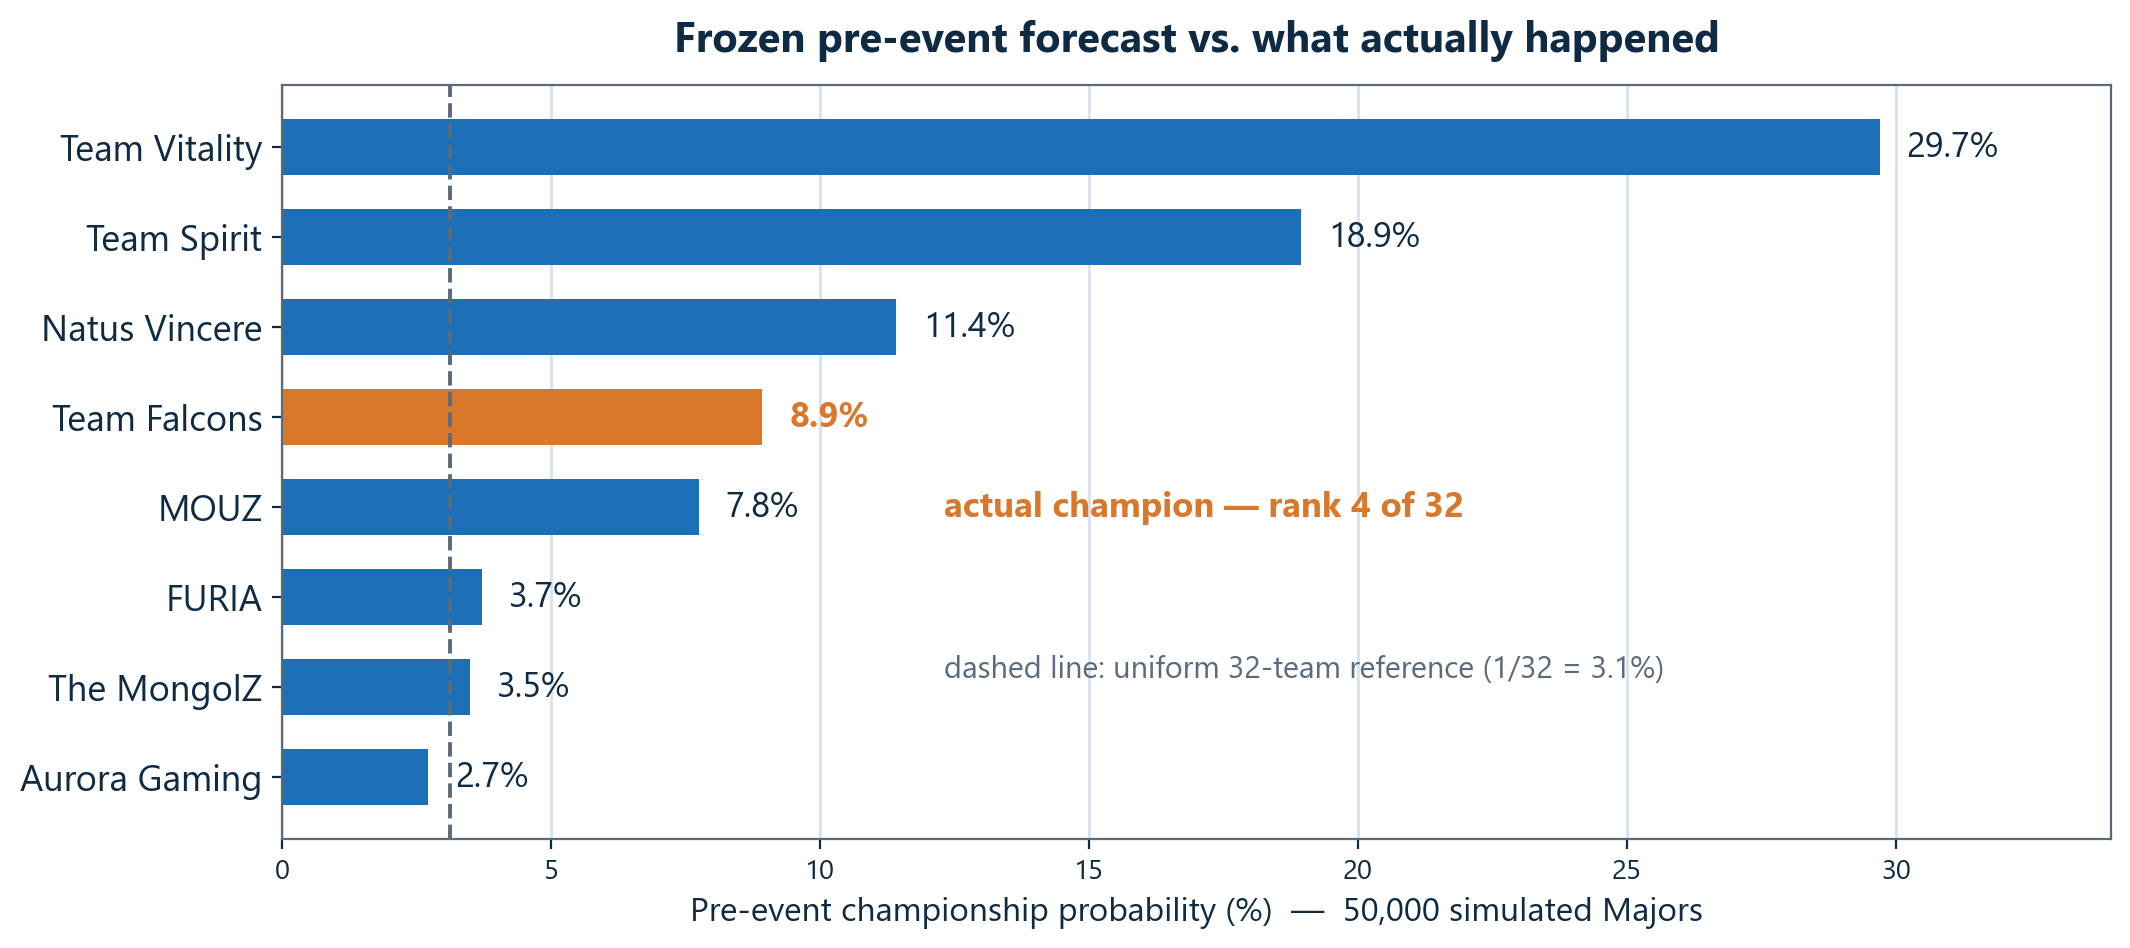 Frozen pre-event forecast vs. what actually happened
Team Vitality
29.7%
Team Spirit
18.9%
Natus Vincere
11.4%
Team Falcons
8.9%
MOUZ
7.8%
actual champion — rank 4 of 32
FURIA
3.7%
The MongolZ
3.5%
dashed line: uniform 32-team reference (1/32 = 3.1%)
Aurora Gaming
2.7%
0 5 10 15 20 25 30
Pre-event championship probability (%) — 50,000 simulated Majors